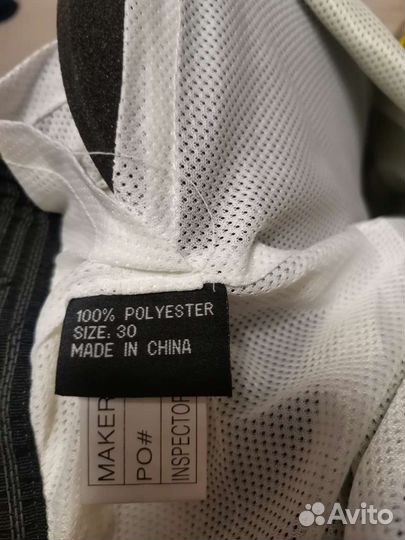 100% POLYESTER
SIZE: 30
MADE IN CHINA
MAKER
PO#
INSPECTOR
Avito